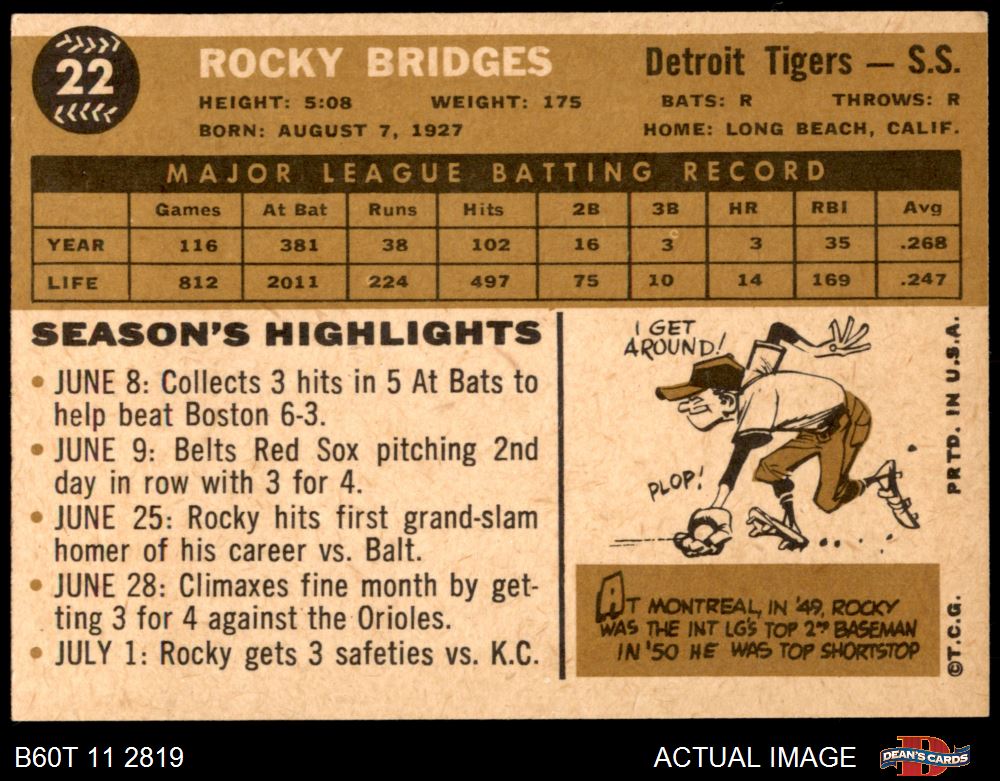 22
ROCKY BRIDGES
Detroit Tigers — S.S.
HEIGHT: 5:08 WEIGHT: 175 BATS: R THROWS: R
BORN: AUGUST 7, 1927 HOME: LONG BEACH, CALIF.
MAJOR LEAGUE BATTING RECORD
Games At Bat Runs Hits 2B 3B HR RBI Avg
YEAR 116 381 38 102 16 3 3 35 .268
LIFE 812 2011 224 497 75 10 14 169 .247
SEASON'S HIGHLIGHTS
• JUNE 8: Collects 3 hits in 5 At Bats to
help beat Boston 6-3.
• JUNE 9: Belts Red Sox pitching 2nd
day in row with 3 for 4.
• JUNE 25: Rocky hits first grand-slam
homer of his career vs. Balt.
• JUNE 28: Climaxes fine month by get-
ting 3 for 4 against the Orioles.
• JULY 1: Rocky gets 3 safeties vs. K.C.
I GET
AROUND!
PLOP!
AT MONTREAL, IN '49, ROCKY
WAS THE INT LG'S TOP 2ND BASEMAN
IN '50 HE WAS TOP SHORTSTOP
©T.C.G. PRTD. IN U.S.A.
B60T 11 2819
ACTUAL IMAGE
DEAN'S CARDS